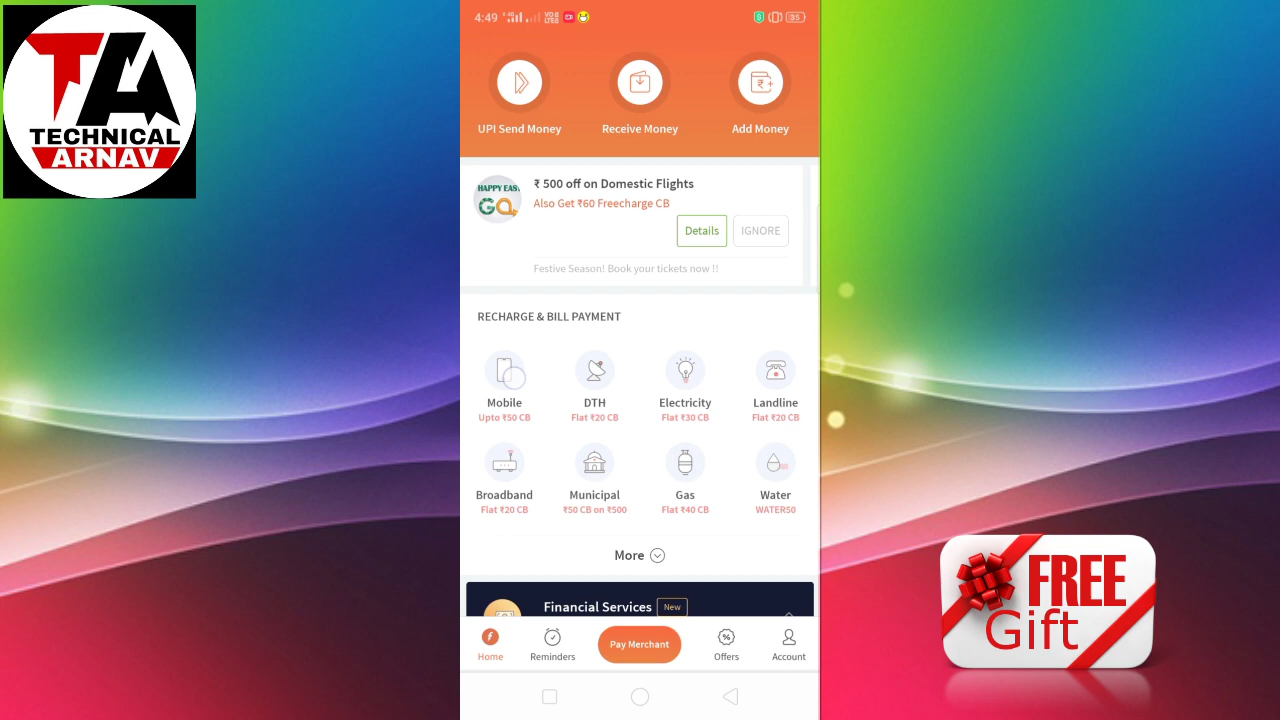 TA
TECHNICAL
ARNAV
4:49
35
UPI Send Money
Receive Money
Add Money
HAPPY EAS
GO
₹ 500 off on Domestic Flights
Also Get ₹60 Freecharge CB
Details
IGNORE
Festive Season! Book your tickets now !!
RECHARGE & BILL PAYMENT
Mobile
Upto ₹50 CB
DTH
Flat ₹20 CB
Electricity
Flat ₹30 CB
Landline
Flat ₹20 CB
Broadband
Flat ₹20 CB
Municipal
₹50 CB on ₹500
Gas
Flat ₹40 CB
Water
WATER50
More
Financial Services New
Home
Reminders
Pay Merchant
Offers
Account
FREE
Gift